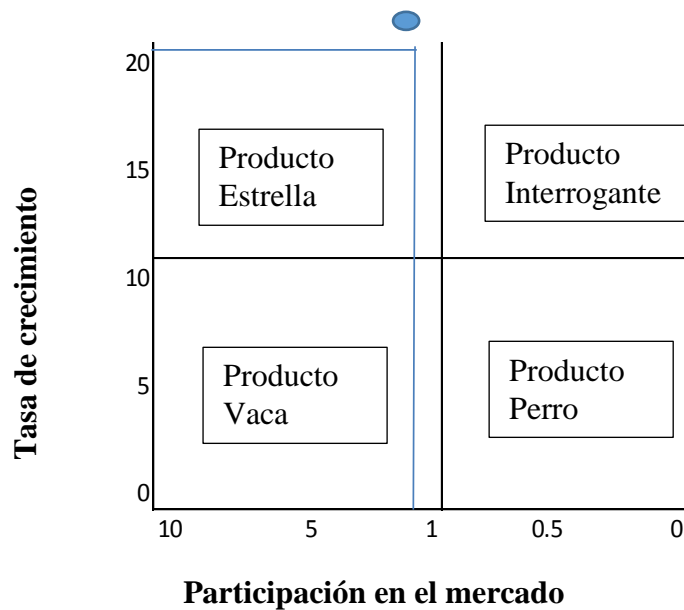 20
Producto
Estrella
Producto
Interrogante
15
10
Producto
Vaca
Producto
Perro
5
0
10 5 1 0.5 0
Tasa de crecimiento
Participación en el mercado